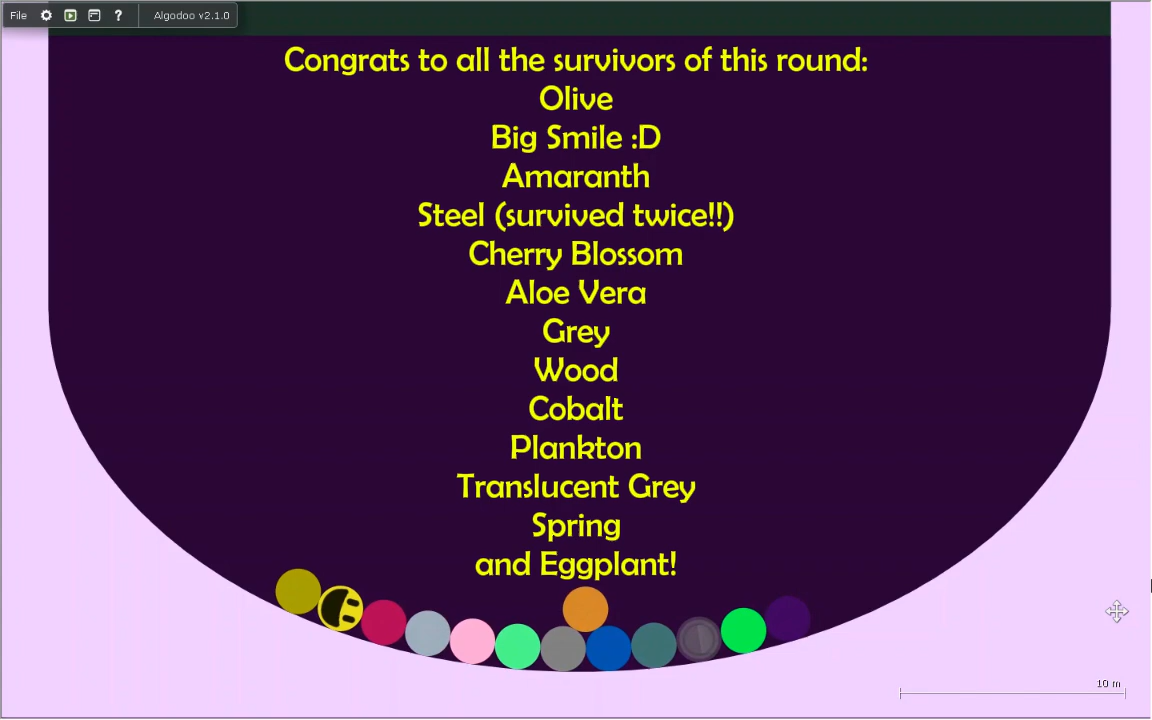 File ? Algodoo v2.1.0
Congrats to all the survivors of this round:
Olive
Big Smile :D
Amaranth
Steel (survived twice!!)
Cherry Blossom
Aloe Vera
Grey
Wood
Cobalt
Plankton
Translucent Grey
Spring
and Eggplant!
10 m